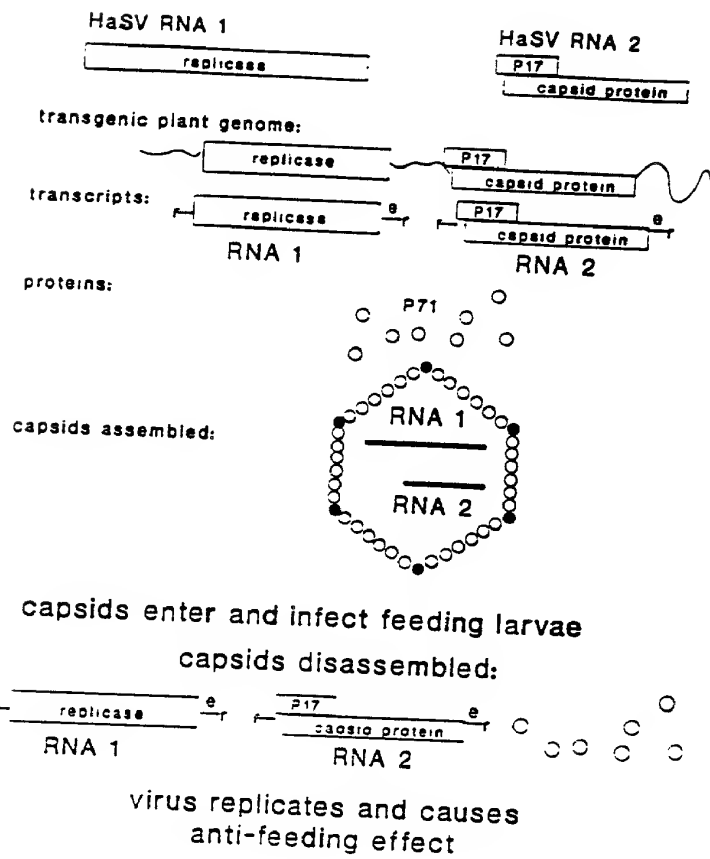 HaSV RNA 1
HaSV RNA 2
replicase
P17
capsid protein
transgenic plant genome:
replicase
P17
capsid protein
transcripts:
replicase
e
P17
capsid protein
e
RNA 1
RNA 2
proteins:
P71
capsids assembled:
RNA 1
RNA 2
capsids enter and infect feeding larvae
capsids disassembled:
replicase
e
P17
capsid protein
e
RNA 1
RNA 2
virus replicates and causes
anti-feeding effect